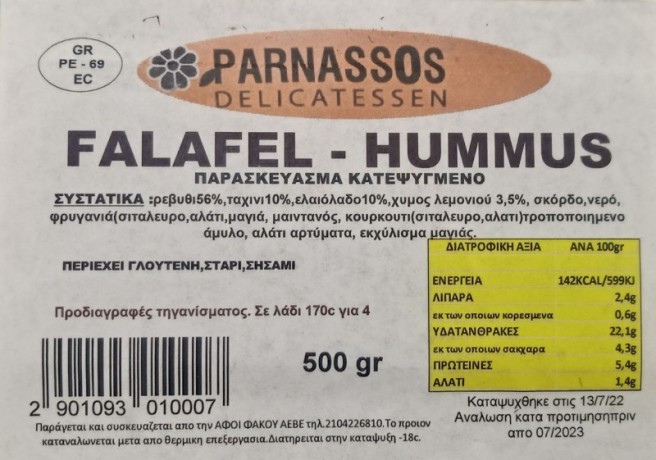 GR
PE - 69
EC
PARNASSOS
DELICATESSEN
FALAFEL - HUMMUS
ΠΑΡΑΣΚΕΥΑΣΜΑ ΚΑΤΕΨΥΓΜΕΝΟ
ΣΥΣΤΑΤΙΚΑ :ρεβυθι56%,ταχινι10%,ελαιόλαδο10%,χυμος λεμονιού 3,5%, σκόρδο,νερό,
φρυγανιά(σιταλευρο,αλάτι,μαγιά, μαιντανός, κουρκουτι(σιταλευρο,αλατι)τροποποιημενο
άμυλο, αλάτι αρτύματα, εκχύλισμα μαγιάς.
ΠΕΡΙΕΧΕΙ ΓΛΟΥΤΕΝΗ,ΣΤΑΡΙ,ΣΗΣΑΜΙ
Προδιαγραφές τηγανίσματος. Σε λάδι 170c για 4
500 gr
ΔΙΑΤΡΟΦΙΚΗ ΑΞΙΑ ΑΝΑ 100gr
ΕΝΕΡΓΕΙΑ 142KCAL/599KJ
ΛΙΠΑΡΑ 2,4g
εκ των οποιων κορεσμενα 0,6g
ΥΔΑΤΑΝΘΡΑΚΕΣ 22,1g
εκ των οποιων σακχαρα 4,3g
ΠΡΩΤΕΙΝΕΣ 5,4g
ΑΛΑΤΙ 1,4g
2 901093 010007
Καταψυχθηκε στις 13/7/22
Αναλωση κατα προτιμησηπριν
απο 07/2023
Παράγεται και συσκευαζεται απο την ΑΦΟΙ ΦΑΚΟΥ ΑΕΒΕ τηλ.2104226810.Το προιον
καταναλωνεται μετα απο θερμικη επεξεργασια.Διατηρειται στην καταψυξη -18c.